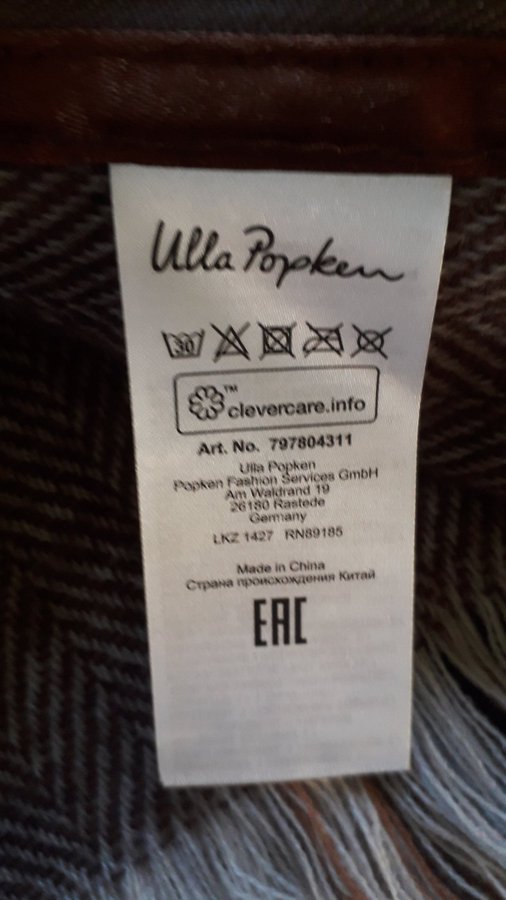 Ulla Popken
30
TM
clevercare.info
Art. No. 797804311
Ulla Popken
Popken Fashion Services GmbH
Am Waldrand 19
26180 Rastede
Germany
LKZ 1427 RN89185
Made in China
Страна происхождения Китай
EAC